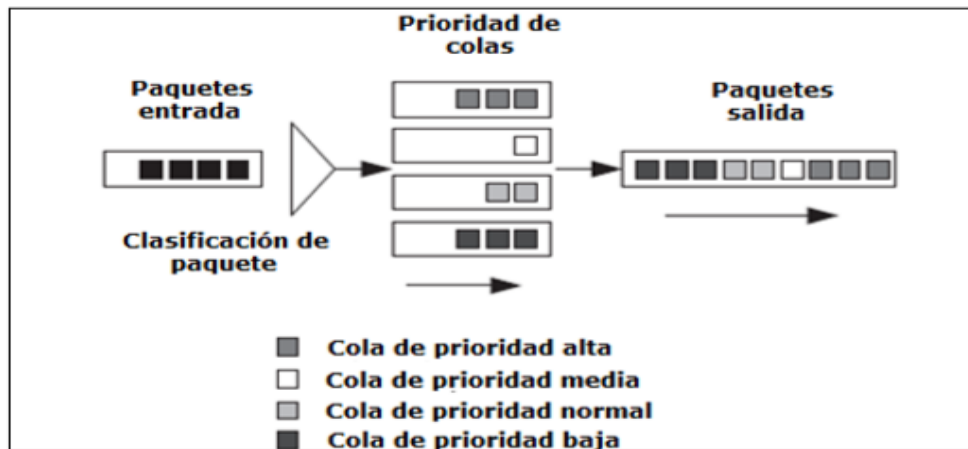 Prioridad de
colas
Paquetes
entrada
Paquetes
salida
Clasificación de
paquete
Cola de prioridad alta
Cola de prioridad media
Cola de prioridad normal
Cola de prioridad baja